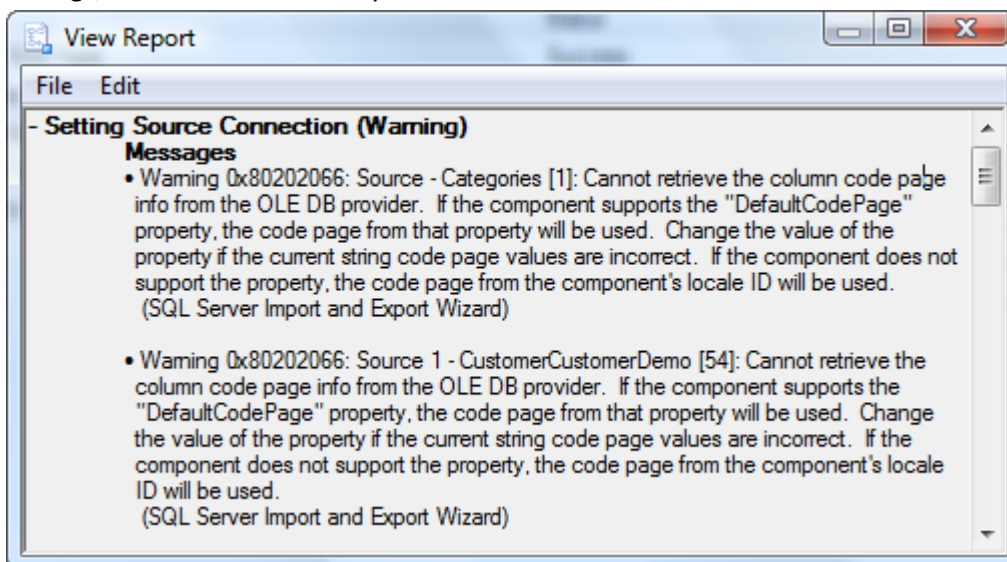 View Report
File Edit
- Setting Source Connection (Warning)
Messages
• Warning 0x80202066: Source - Categories [1]: Cannot retrieve the column code page
info from the OLE DB provider. If the component supports the "DefaultCodePage"
property, the code page from that property will be used. Change the value of the
property if the current string code page values are incorrect. If the component does not
support the property, the code page from the component's locale ID will be used.
(SQL Server Import and Export Wizard)
• Warning 0x80202066: Source 1 - CustomerCustomerDemo [54]: Cannot retrieve the
column code page info from the OLE DB provider. If the component supports the
"DefaultCodePage" property, the code page from that property will be used. Change
the value of the property if the current string code page values are incorrect. If the
component does not support the property, the code page from the component's locale
ID will be used.
(SQL Server Import and Export Wizard)